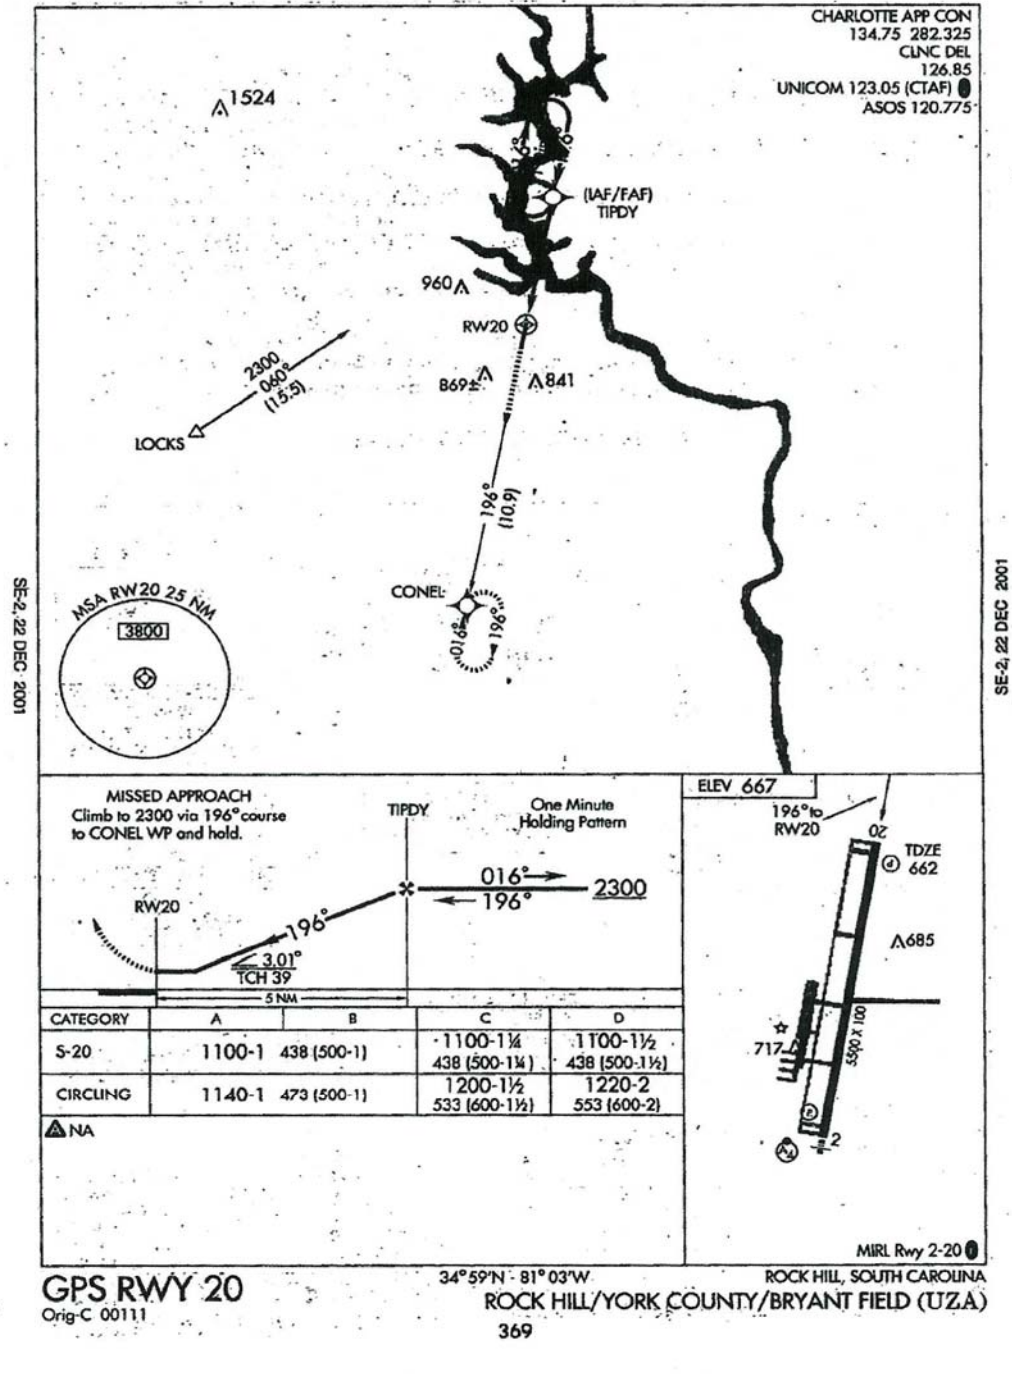 CHARLOTTE APP CON
134.75 282.325
CLNC DEL
126.85
UNICOM 123.05 (CTAF)
ASOS 120.775
1524
(IAF/FAF)
TIPDY
960
RW20
869±
841
2300
060°
(15.5)
LOCKS
196°
(10.9)
CONEL
016°
196°
MSA RW20 25 NM
3800
SE-2, 22 DEC 2001
SE-2, 22 DEC 2001
MISSED APPROACH
Climb to 2300 via 196° course
to CONEL WP and hold.
TIPDY
One Minute
Holding Pattern
016°
196°
2300
RW20
196°
3.01°
TCH 39
5 NM
CATEGORY A B C D
S-20 1100-1 438 (500-1) 1100-1¼ 1100-1½
438 (500-1¼) 438 (500-1½)
CIRCLING 1140-1 473 (500-1) 1200-1½ 1220-2
533 (600-1½) 553 (600-2)
A NA
ELEV 667
196° to
RW20
20
TDZE
662
P
685
717
5500 X 100
2
MIRL Rwy 2-20
GPS RWY 20
Orig-C 00111
34°59'N - 81°03'W
ROCK HILL, SOUTH CAROLINA
ROCK HILL/YORK COUNTY/BRYANT FIELD (UZA)
369